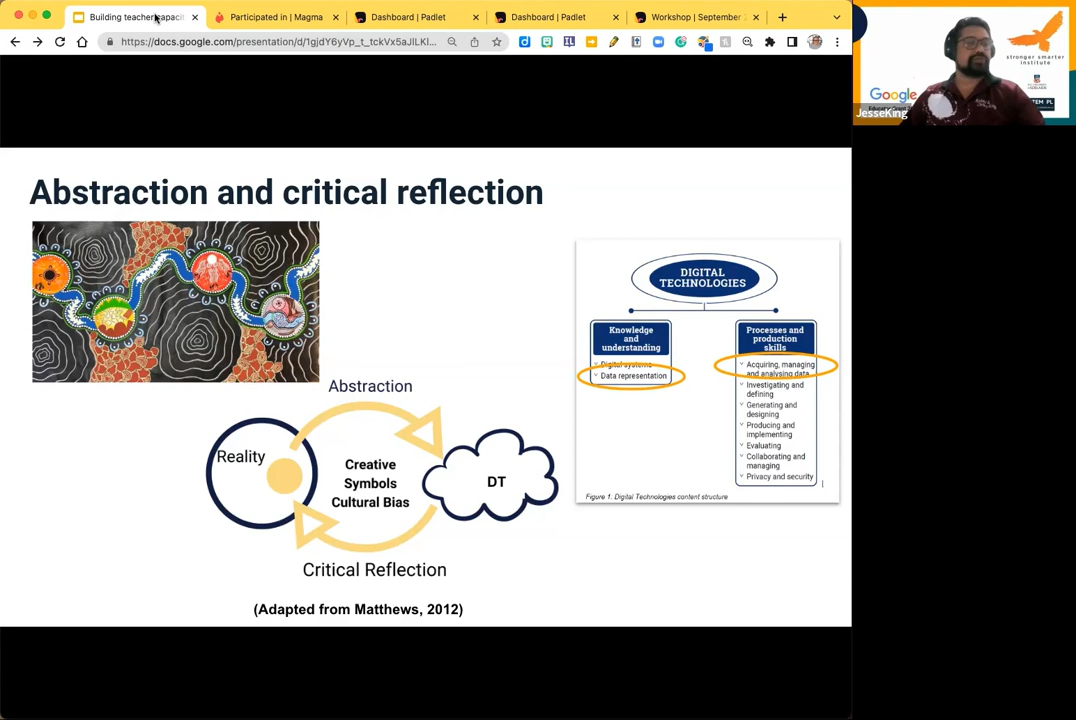 Building teacher capaci
Participated in | Magma
Dashboard | Padlet
Dashboard | Padlet
Workshop | September
https://docs.google.com/presentation/d/1gjdY6yVp_t_tckVx5aJILKI...
stronger smarter
institute
Google
JesseKing
Abstraction and critical reflection
DIGITAL
TECHNOLOGIES
Knowledge
and
understanding
Digital systems
Data representation
Processes and
production
skills
Acquiring, managing
and analysing data
Investigating and
defining
Generating and
designing
Producing and
implementing
Evaluating
Collaborating and
managing
Privacy and security
Figure 1: Digital Technologies content structure
Abstraction
Reality
Creative
Symbols
Cultural Bias
DT
Critical Reflection
(Adapted from Matthews, 2012)